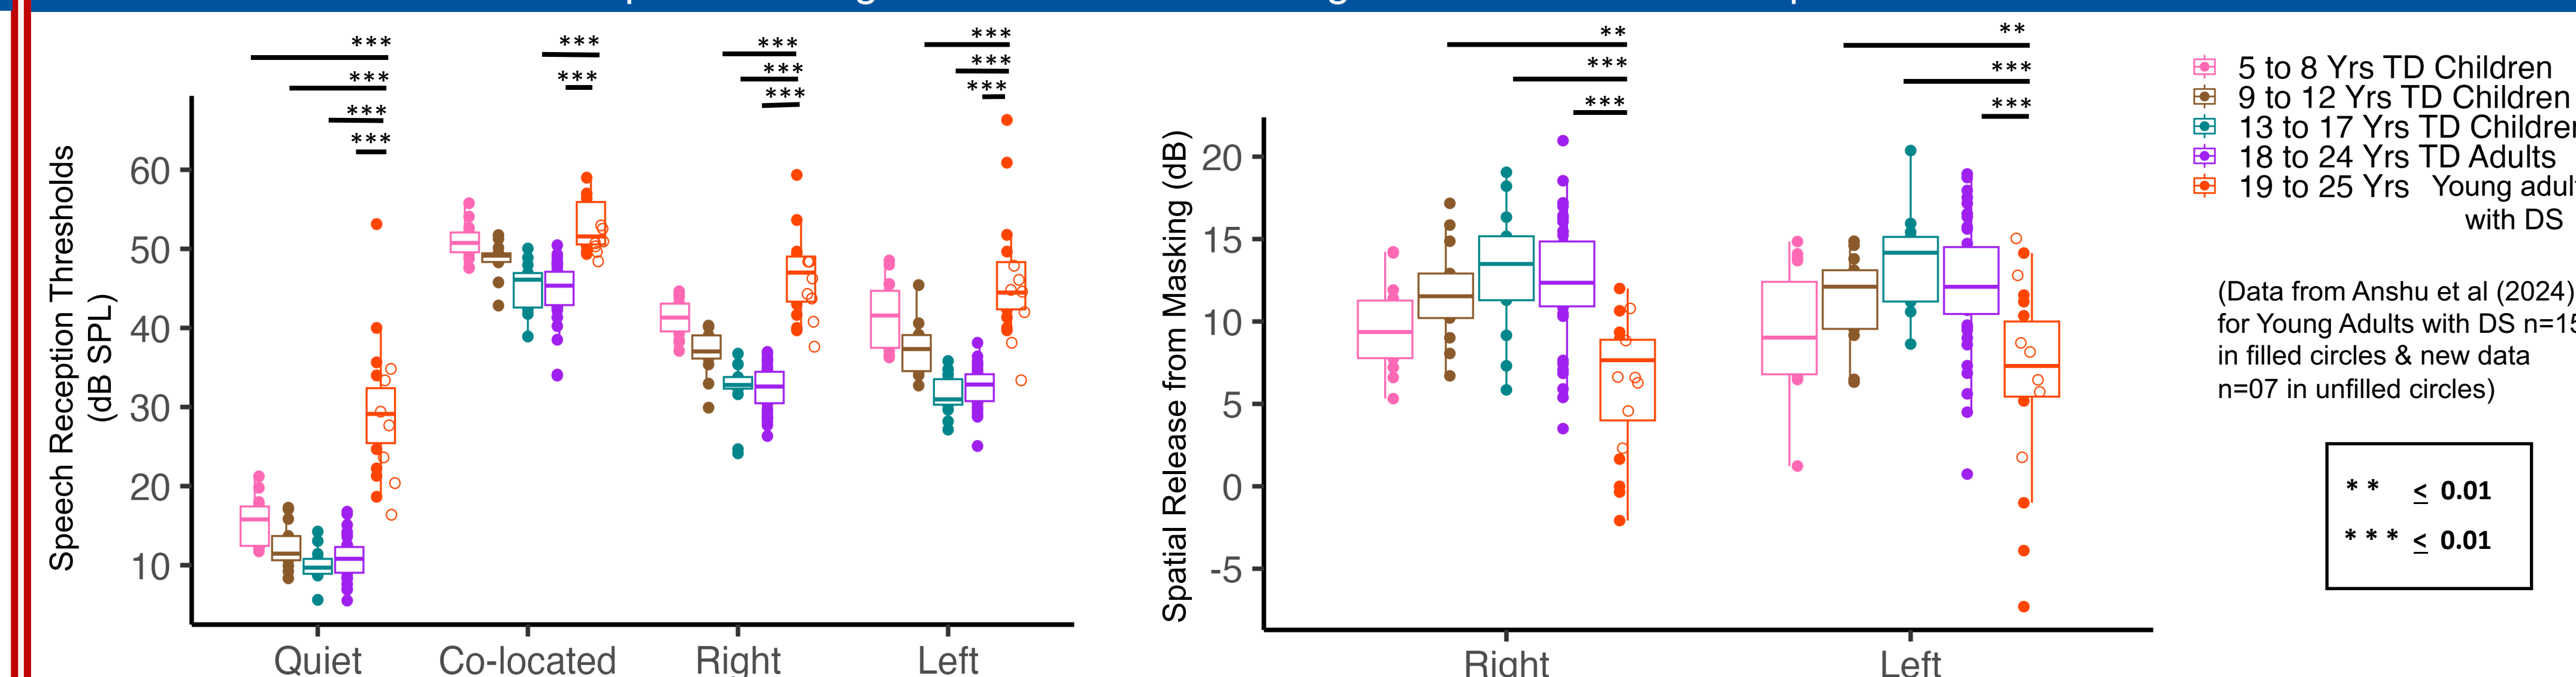 ***
***
***
***
***
***
***
***
***
***
***
***
Speech Reception Thresholds
(dB SPL)
60
50
40
30
20
10
Quiet
Co-located
Right
Left
**
***
***
**
***
***
Spatial Release from Masking (dB)
20
15
10
5
0
-5
Right
Left
5 to 8 Yrs TD Children
9 to 12 Yrs TD Children
13 to 17 Yrs TD Childre
18 to 24 Yrs TD Adults
19 to 25 Yrs Young adul
with DS
(Data from Anshu et al (2024)
for Young Adults with DS n=15
in filled circles & new data
n=07 in unfilled circles)
** ≤ 0.01
*** ≤ 0.01